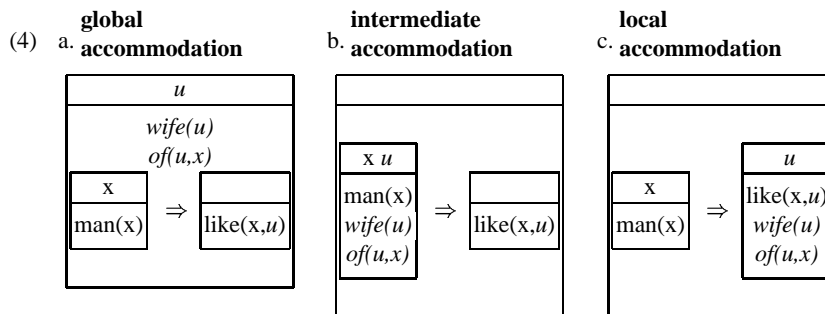 (4) a. global accommodation b. intermediate accommodation c. local accommodation
u
wife(u)
of(u,x)
x
man(x) ⇒ like(x,u)
x u
man(x)
wife(u) ⇒ like(x,u)
of(u,x)
x
man(x) ⇒
u
like(x,u)
wife(u)
of(u,x)